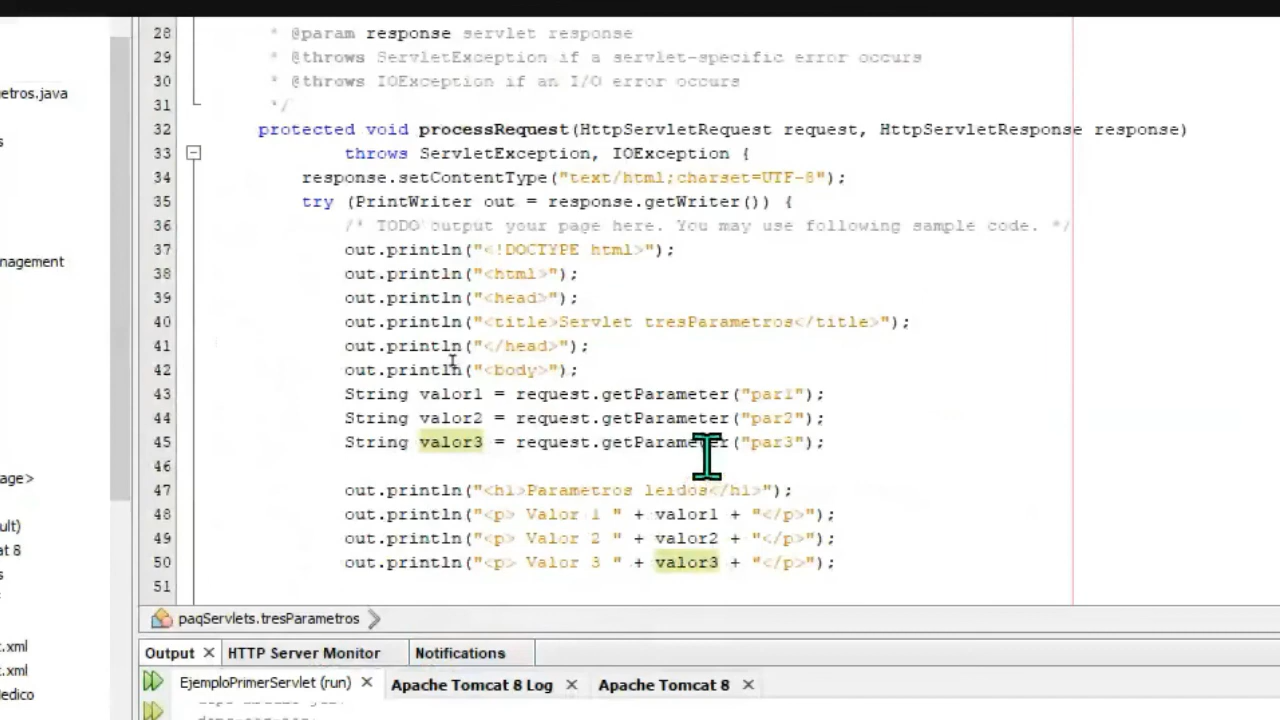 28 * @param response servlet response
29 * @throws ServletException if a servlet-specific error occurs
30 * @throws IOException if an I/O error occurs
etros.java
31 */
32 protected void processRequest(HttpServletRequest request, HttpServletResponse response)
33 throws ServletException, IOException {
34 response.setContentType("text/html;charset=UTF-8");
35 try (PrintWriter out = response.getWriter()) {
36 /* TODO output your page here. You may use following sample code. */
37 out.println("<!DOCTYPE html>");
nagement
38 out.println("<html>");
39 out.println("<head>");
40 out.println("<title>Servlet tresParametros</title>");
41 out.println("</head>");
42 out.println("<body>");
43 String valor1 = request.getParameter("par1");
44 String valor2 = request.getParameter("par2");
45 String valor3 = request.getParameter("par3");
46
age>
47 out.println("<h1>Parametros leidos</h1>");
48 out.println("<p> Valor 1 " + valor1 + "</p>");
ult)
49 out.println("<p> Valor 2 " + valor2 + "</p>");
at 8
50 out.println("<p> Valor 3 " + valor3 + "</p>");
s
51
paqServlets.tresParametros
t.xml
Output HTTP Server Monitor Notifications
t.xml
EjemploPrimerServlet (run) Apache Tomcat 8 Log Apache Tomcat 8
edico